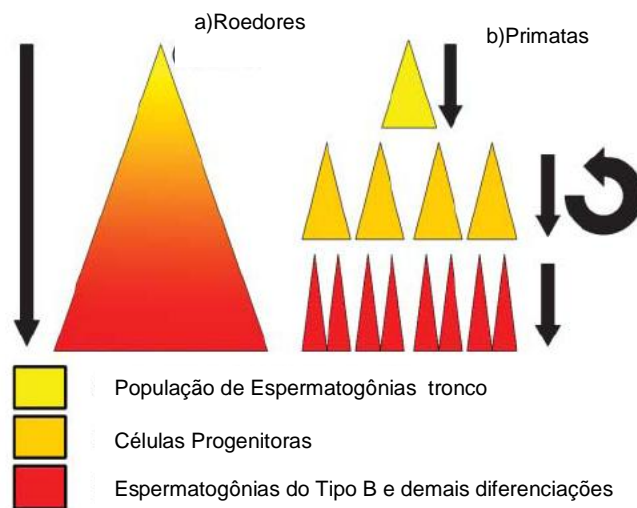 a)Roedores
b)Primatas
População de Espermatogônias tronco
Células Progenitoras
Espermatogônias do Tipo B e demais diferenciações